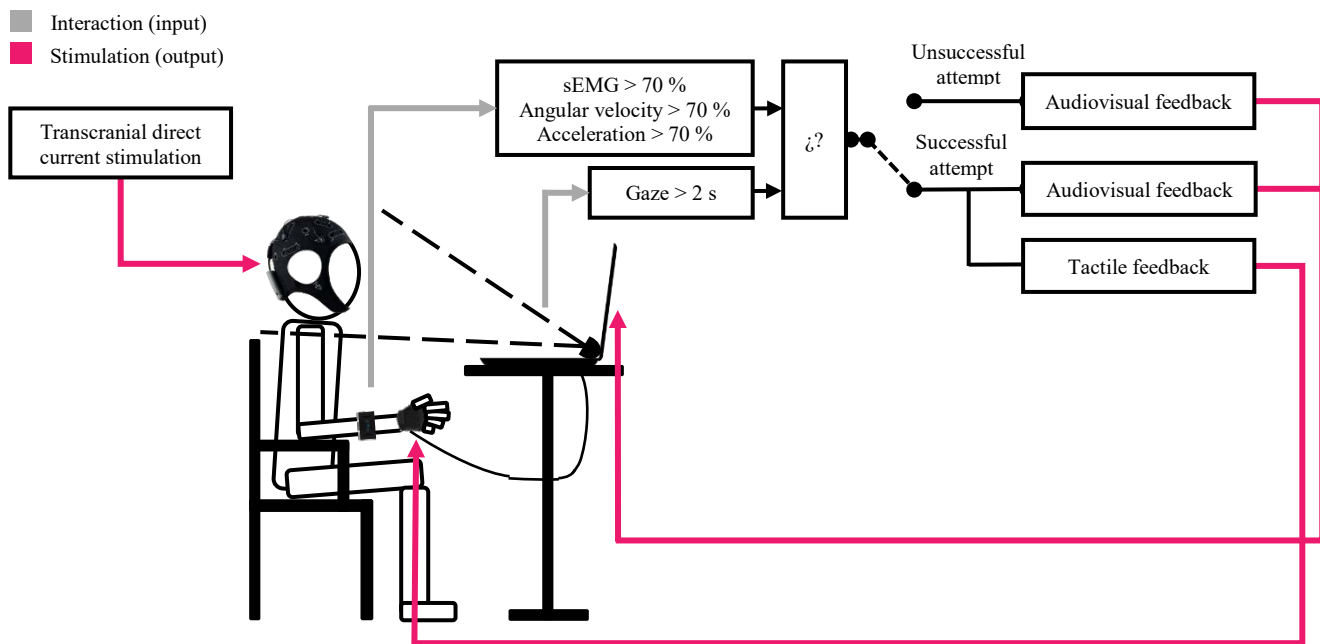 Interaction (input)
Stimulation (output)
Transcranial direct
current stimulation
sEMG > 70 %
Angular velocity > 70 %
Acceleration > 70 %
Gaze > 2 s
¿?
Unsuccessful
attempt
Audiovisual feedback
Successful
attempt
Audiovisual feedback
Tactile feedback